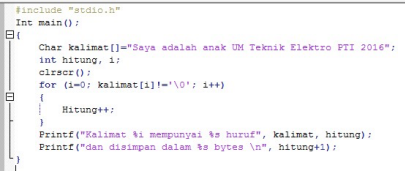 #include "stdio.h"
Int main();
{
Char kalimat[]="Saya adalah anak UM Teknik Elektro PTI 2016";
int hitung, i;
clrscr();
for (i=0; kalimat[i]!='\0'; i++)
{
Hitung++;
}
Printf("Kalimat %i mempunyai %s huruf", kalimat, hitung);
Printf("dan disimpan dalam %s bytes \n", hitung+1);
}